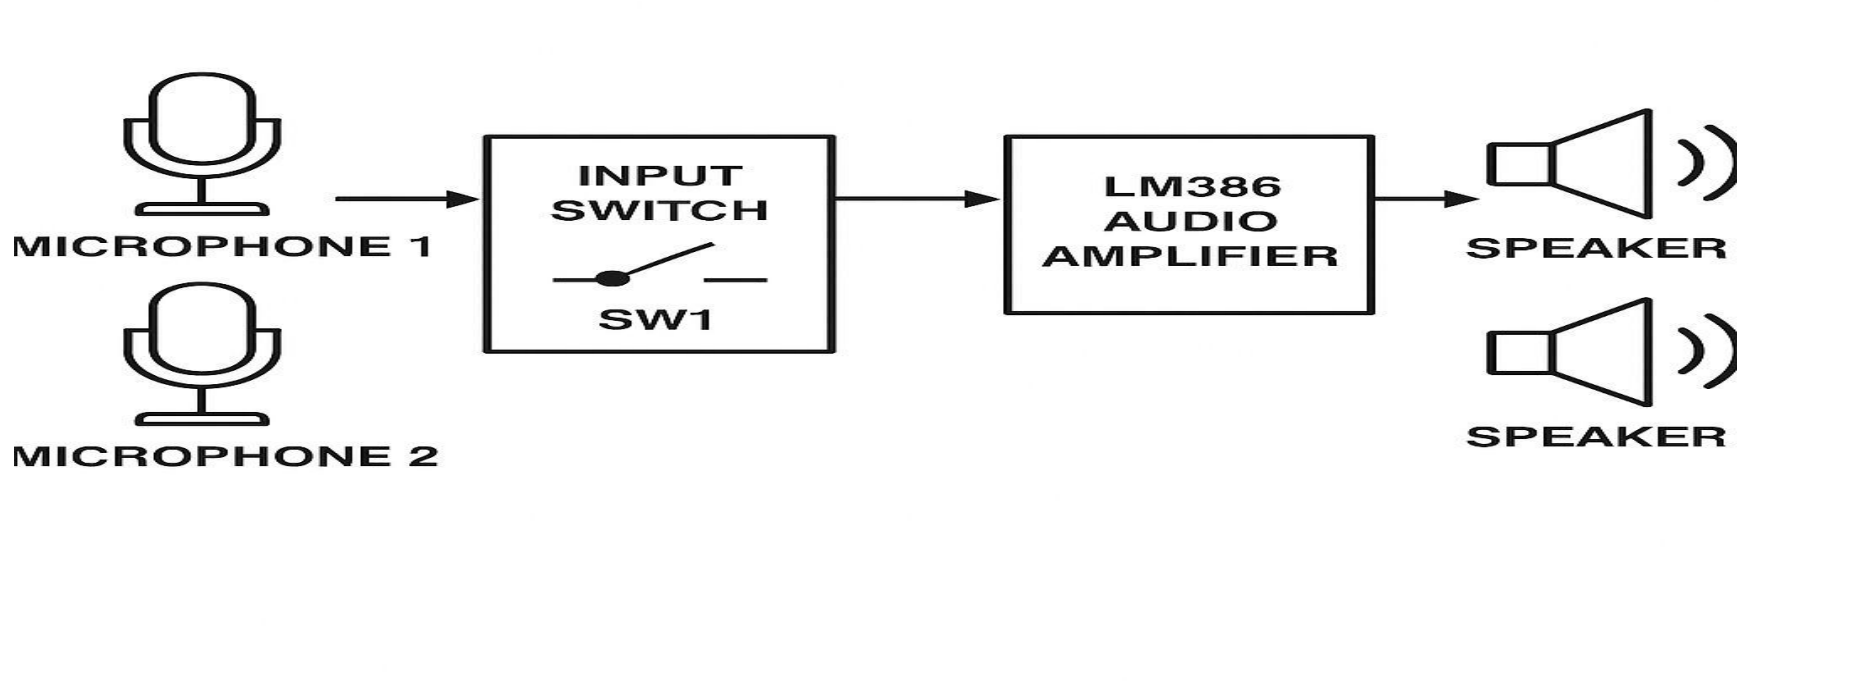 MICROPHONE 1
INPUT
SWITCH
SW1
LM386
AUDIO
AMPLIFIER
SPEAKER
MICROPHONE 2
SPEAKER